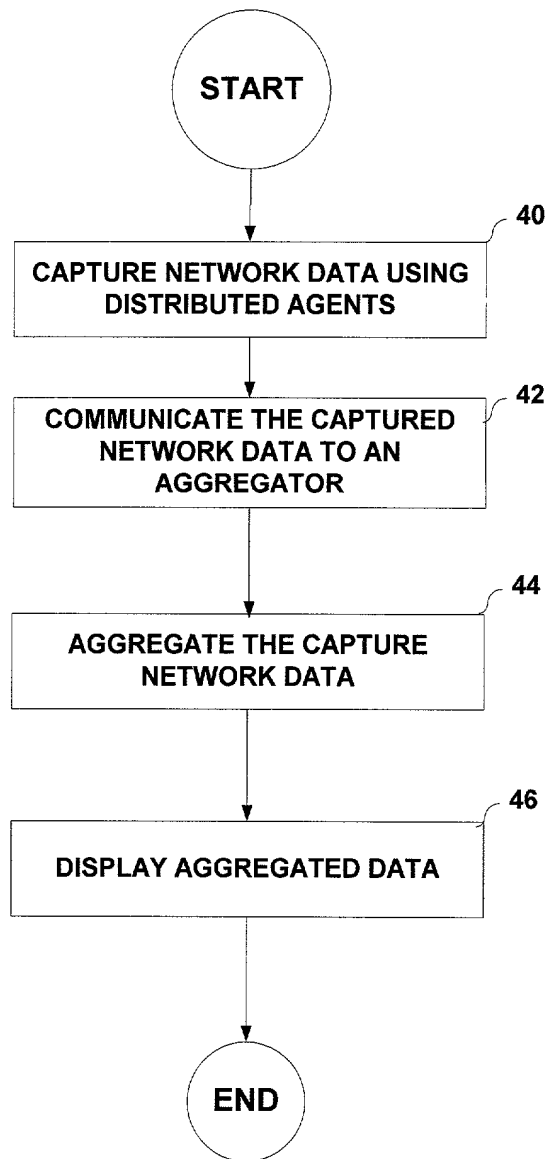 START
40
CAPTURE NETWORK DATA USING
DISTRIBUTED AGENTS
42
COMMUNICATE THE CAPTURED
NETWORK DATA TO AN
AGGREGATOR
44
AGGREGATE THE CAPTURE
NETWORK DATA
46
DISPLAY AGGREGATED DATA
END